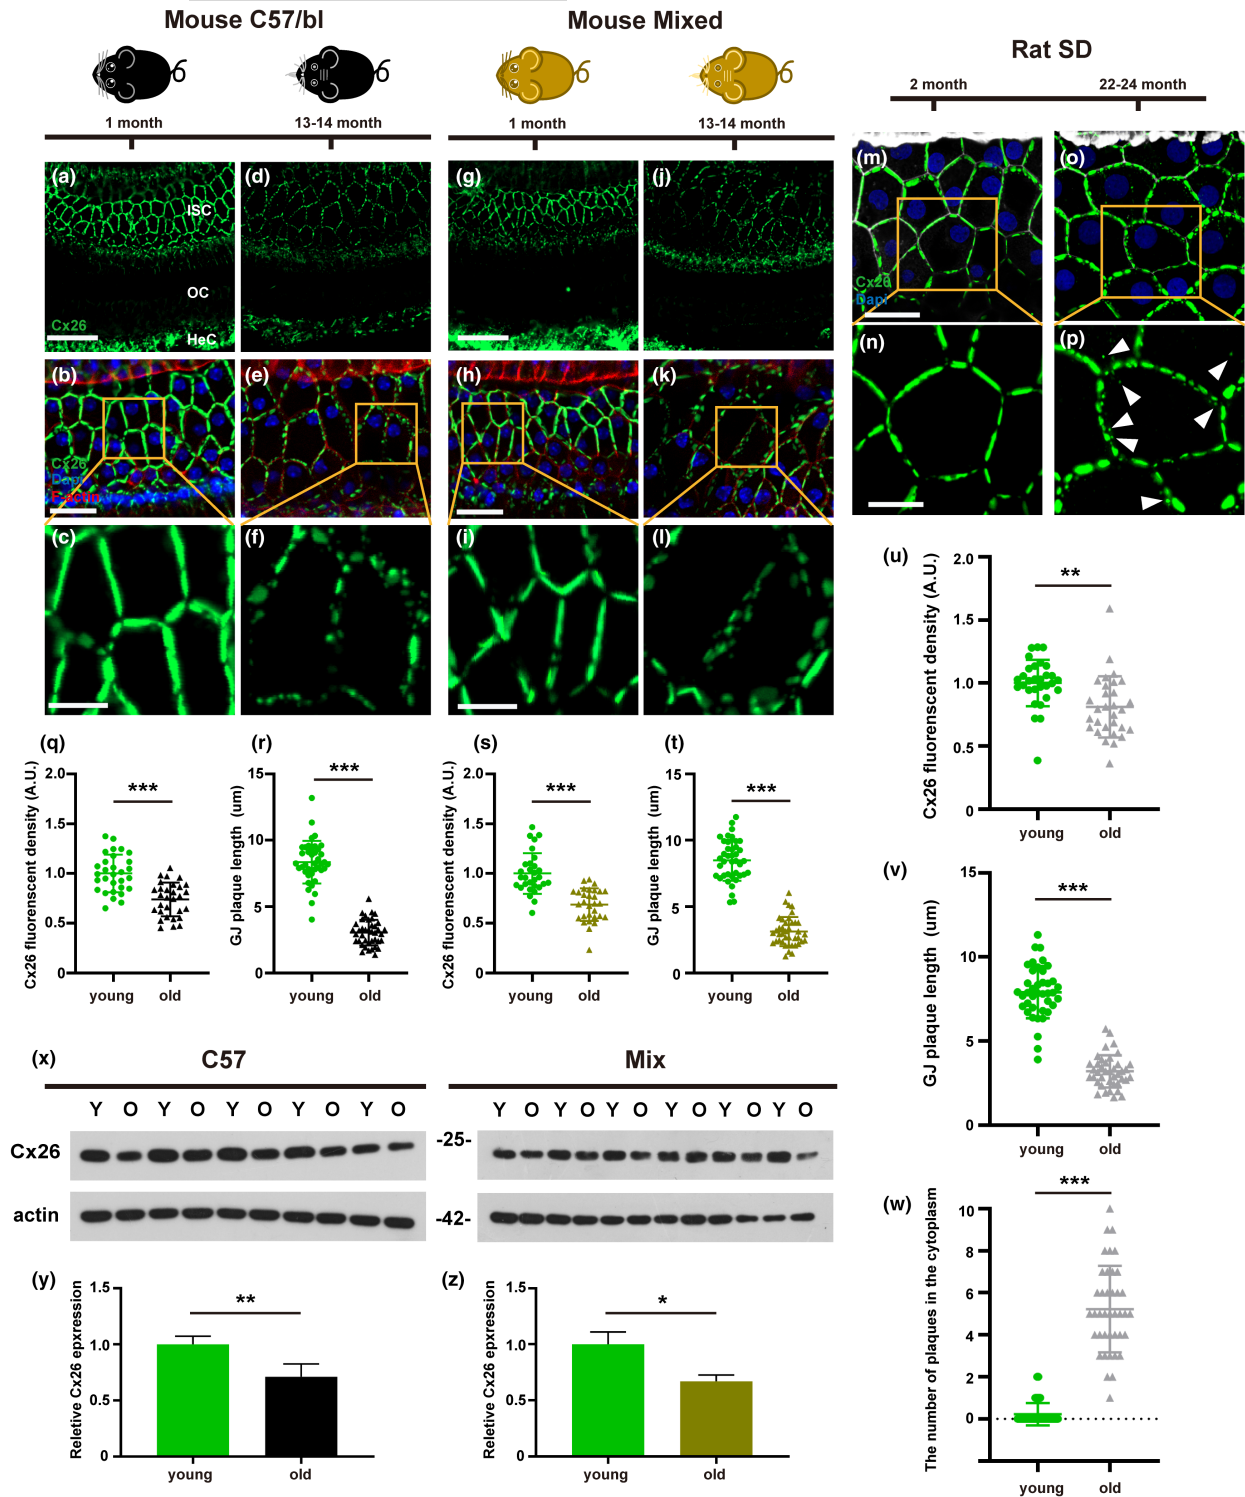 Mouse C57/bl
Mouse Mixed
Rat SD
1 month
13-14 month
1 month
13-14 month
2 month
22-24 month
(a)
ISC
OC
Cx26
HeC
(d)
(g)
(j)
(m)
Cx26
Dapi
(o)
(b)
Cx26
Dapi
F-actin
(e)
(h)
(k)
(n)
(p)
(c)
(f)
(i)
(l)
(q)
Cx26 fluorenscent density (A.U.)
2.0
1.5
1.0
0.5
0
***
young
old
(r)
GJ plaque length (um)
15
10
5
0
***
young
old
(s)
Cx26 fluorenscent density (A.U.)
2.0
1.5
1.0
0.5
0
***
young
old
(t)
GJ plaque length (um)
15
10
5
0
***
young
old
(u)
Cx26 fluorenscent density (A.U.)
2.0
1.5
1.0
0.5
0
**
young
old
(v)
GJ plaque length (um)
15
10
5
0
***
young
old
(w)
The number of plaques in the cytoplasm
10
8
6
4
2
0
***
young
old
(x)
C57
Mix
Y O Y O Y O Y O Y O
Y O Y O Y O Y O Y O Y O
Cx26
-25-
actin
-42-
(y)
Reletive Cx26 epxression
1.5
1.0
0.5
0
**
young
old
(z)
Reletive Cx26 epxression
1.5
1.0
0.5
0
*
young
old